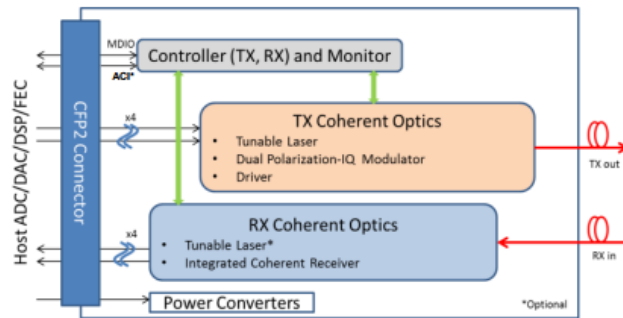 MDIO
Controller (TX, RX) and Monitor
ACI*
Host ADC/DAC/DSP/FEC
CFP2 Connector
x4
TX Coherent Optics
• Tunable Laser
• Dual Polarization-IQ Modulator
• Driver
TX out
RX Coherent Optics
x4
• Tunable Laser*
• Integrated Coherent Receiver
RX in
Power Converters
*Optional